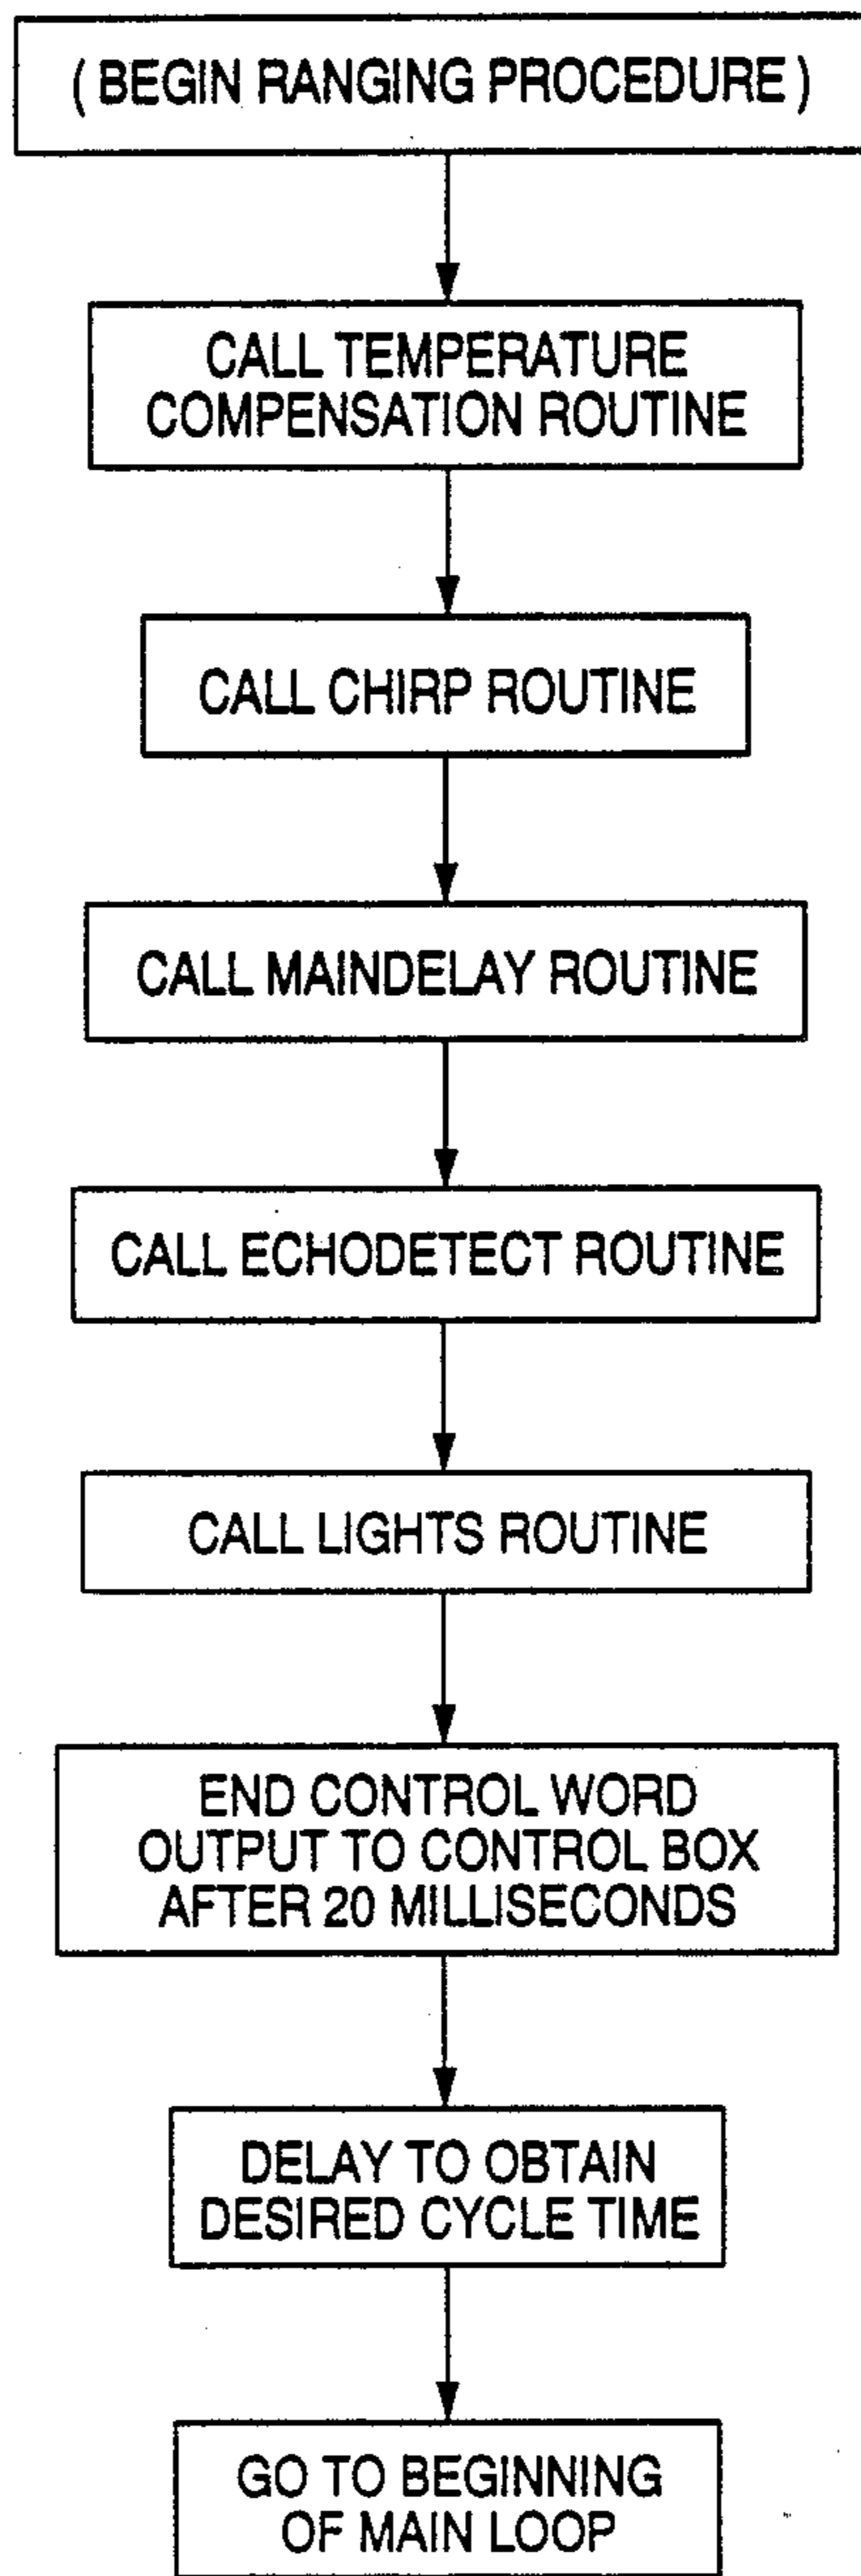 ( BEGIN RANGING PROCEDURE )
CALL TEMPERATURE
COMPENSATION ROUTINE
CALL CHIRP ROUTINE
CALL MAINDELAY ROUTINE
CALL ECHODETECT ROUTINE
CALL LIGHTS ROUTINE
END CONTROL WORD
OUTPUT TO CONTROL BOX
AFTER 20 MILLISECONDS
DELAY TO OBTAIN
DESIRED CYCLE TIME
GO TO BEGINNING
OF MAIN LOOP